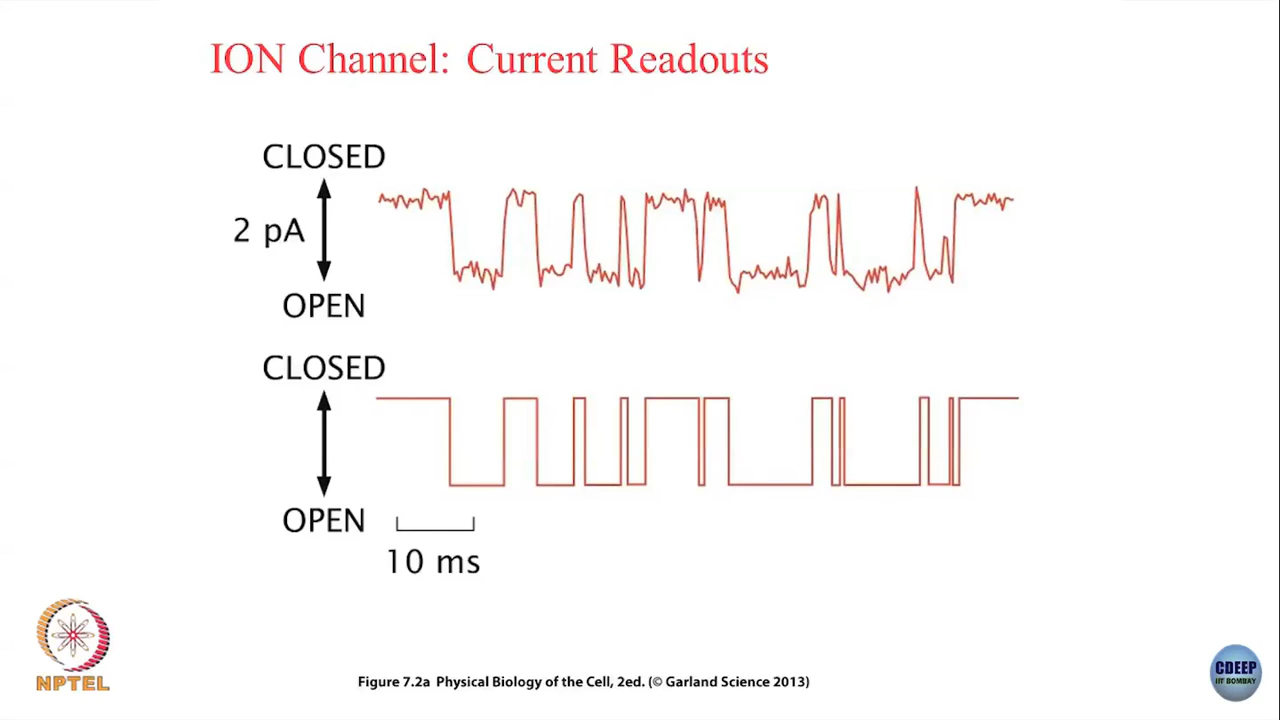 ION Channel: Current Readouts
CLOSED
2 pA
OPEN
CLOSED
OPEN
10 ms
NPTEL
Figure 7.2a Physical Biology of the Cell, 2ed. (© Garland Science 2013)
CDEEP
IIT BOMBAY